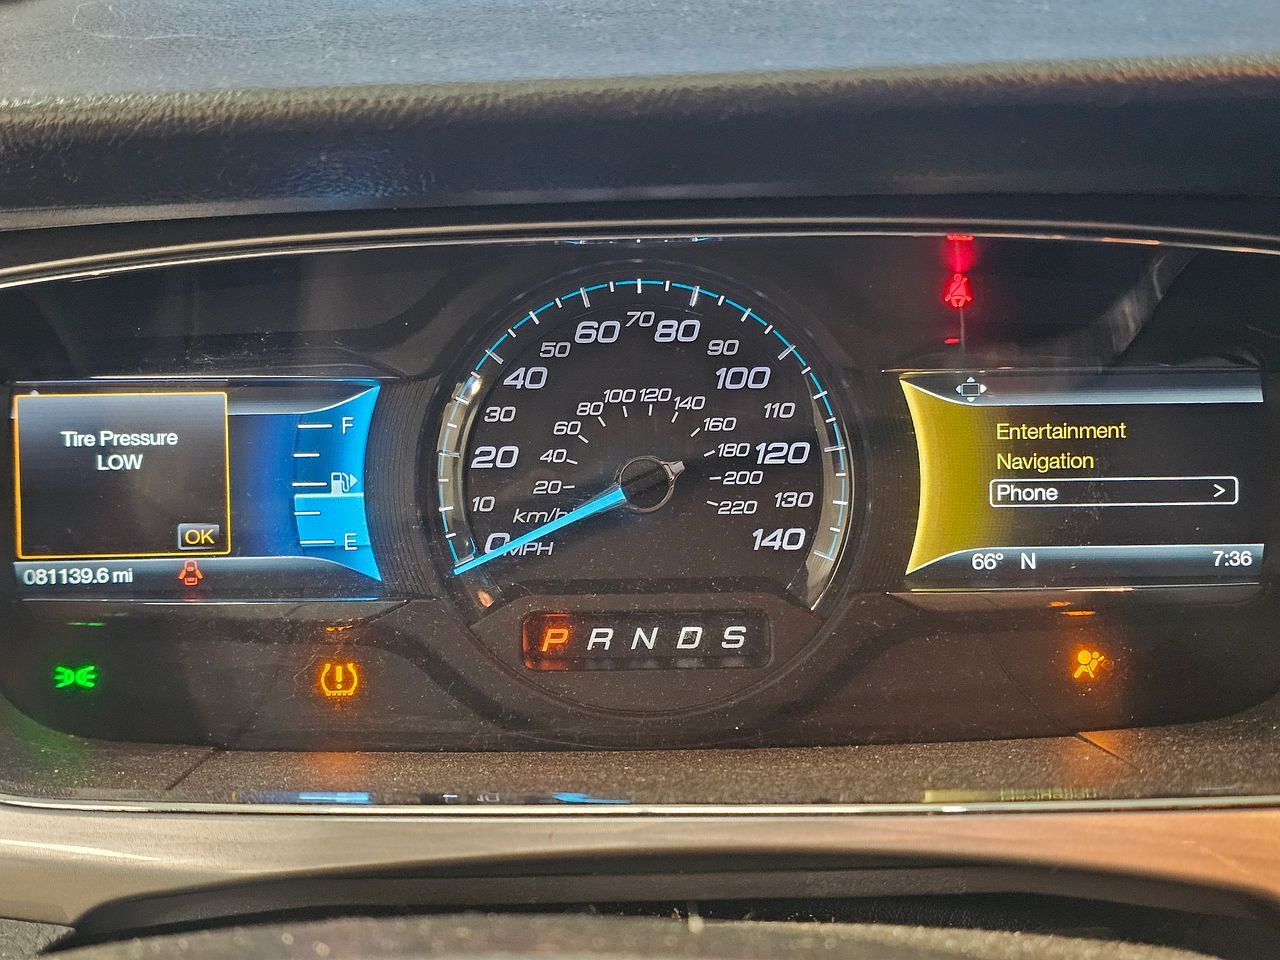 Tire Pressure
LOW
OK
081139.6 mi
F
E
0
10
20
30
40
50
60
70
80
90
100
110
120
130
140
MPH
20
40
60
80
100
120
140
160
180
200
220
km/h
P R N D S
Entertainment
Navigation
Phone >
66° N 7:36